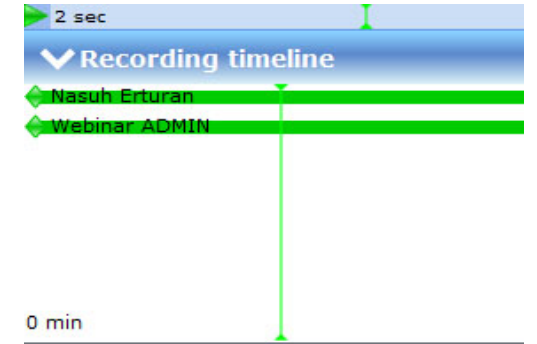 2 sec
Recording timeline
Nasuh Erturan
Webinar ADMIN
0 min